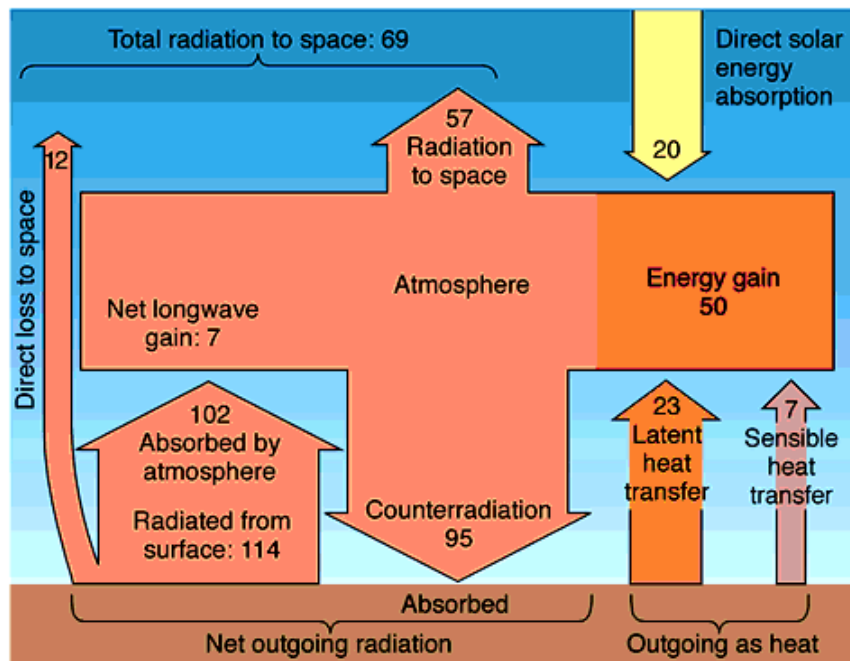 Total radiation to space: 69
Direct solar
energy
absorption
12
57
Radiation
to space
20
Direct loss to space
Atmosphere
Energy gain
50
Net longwave
gain: 7
102
Absorbed by
atmosphere
Radiated from
surface: 114
Counterradiation
95
23
Latent
heat
transfer
7
Sensible
heat
transfer
Absorbed
Net outgoing radiation
Outgoing as heat